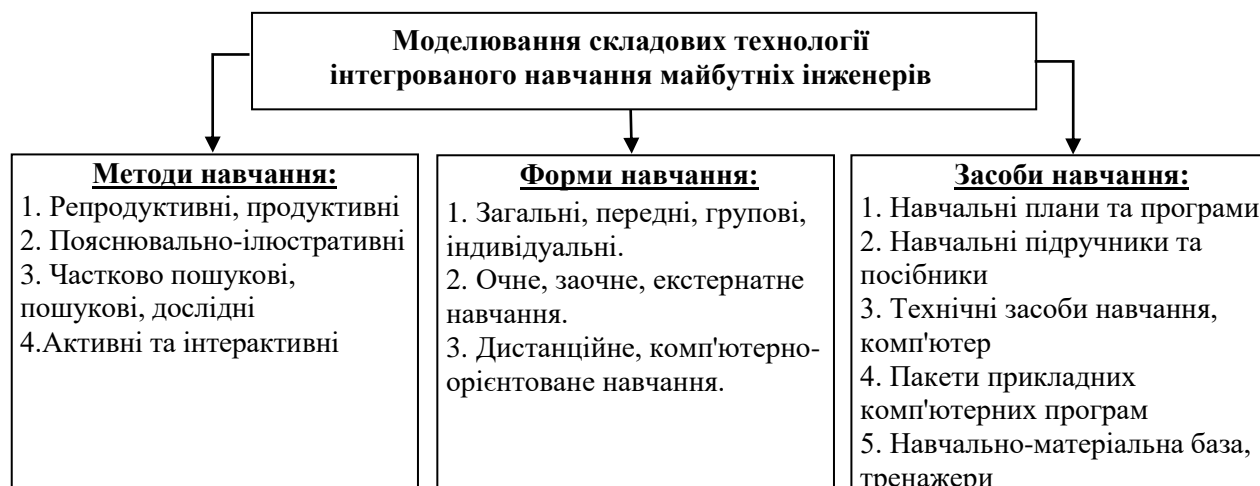 Моделювання складових технології
інтегрованого навчання майбутніх інженерів
Методи навчання:
1. Репродуктивні, продуктивні
2. Пояснювально-ілюстративні
3. Частково пошукові,
пошукові, дослідні
4.Активні та інтерактивні
Форми навчання:
1. Загальні, передні, групові,
індивідуальні.
2. Очне, заочне, екстернатне
навчання.
3. Дистанційне, комп'ютерно-
орієнтоване навчання.
Засоби навчання:
1. Навчальні плани та програми
2. Навчальні підручники та
посібники
3. Технічні засоби навчання,
комп'ютер
4. Пакети прикладних
комп'ютерних програм
5. Навчально-матеріальна база,
тренажери